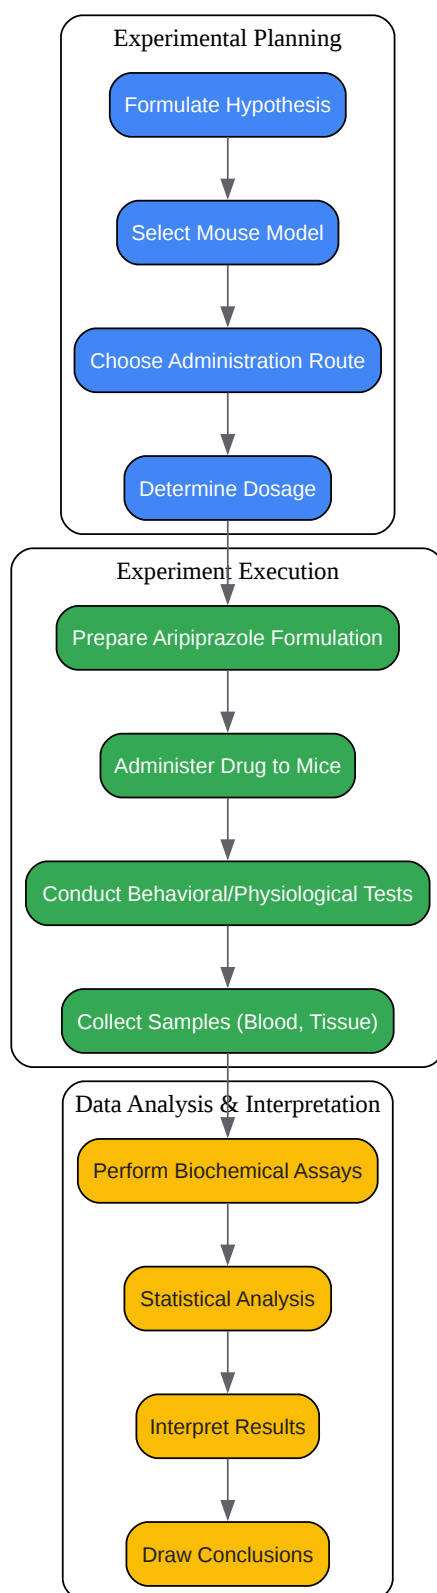 Experimental Planning
Formulate Hypothesis
Select Mouse Model
Choose Administration Route
Determine Dosage
Experiment Execution
Prepare Aripiprazole Formulation
Administer Drug to Mice
Conduct Behavioral/Physiological Tests
Collect Samples (Blood, Tissue)
Data Analysis & Interpretation
Perform Biochemical Assays
Statistical Analysis
Interpret Results
Draw Conclusions